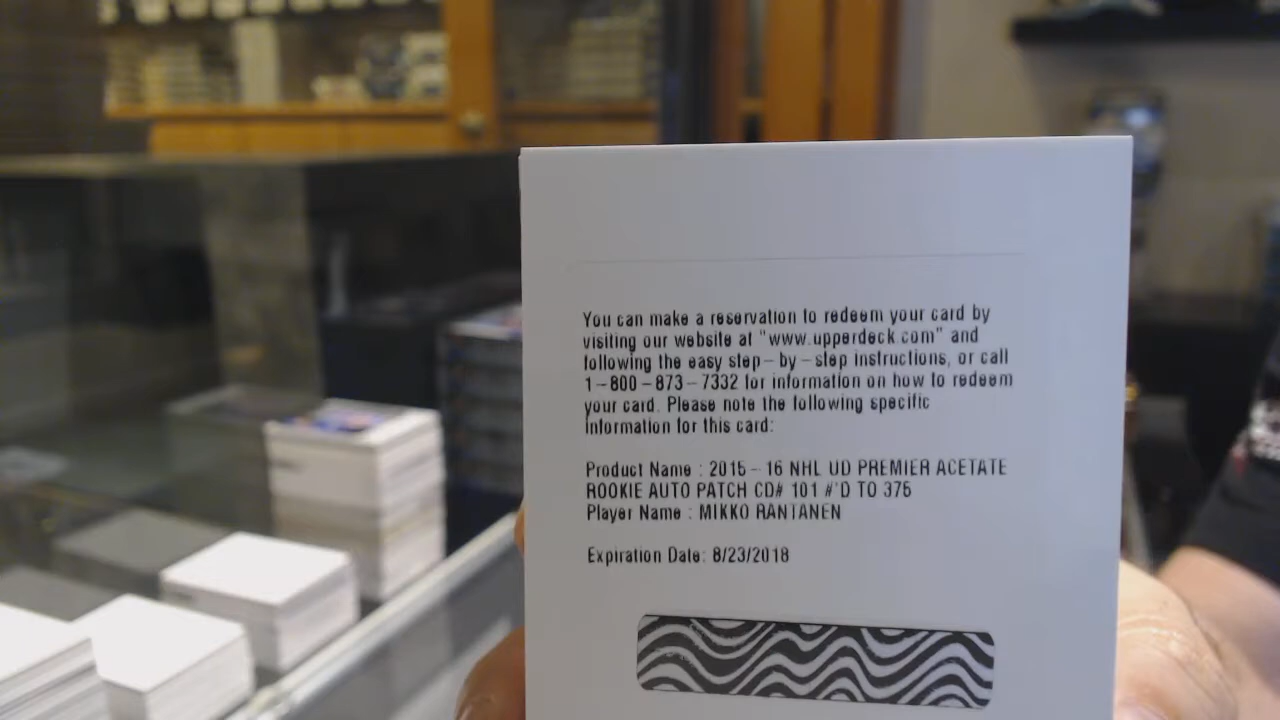 You can make a reservation to redeem your card by
visiting our website at "www.upperdeck.com" and
following the easy step-by-step instructions, or call
1-800-873-7332 for information on how to redeem
your card. Please note the following specific
information for this card:
Product Name : 2015-16 NHL UD PREMIER ACETATE
ROOKIE AUTO PATCH CD# 101 #'D TO 375
Player Name : MIKKO RANTANEN
Expiration Date: 8/23/2018